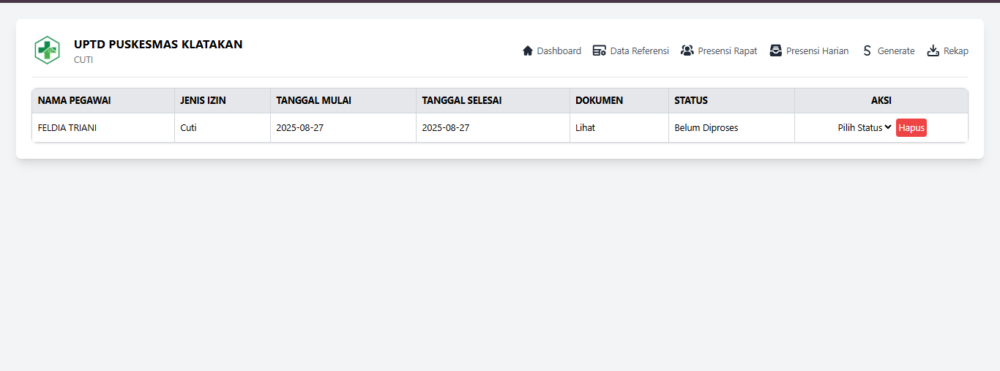 UPTD PUSKESMAS KLATAKAN
CUTI
Dashboard Data Referensi Presensi Rapat Presensi Harian Generate Rekap
NAMA PEGAWAI JENIS IZIN TANGGAL MULAI TANGGAL SELESAI DOKUMEN STATUS AKSI
FELDIA TRIANI Cuti 2025-08-27 2025-08-27 Lihat Belum Diproses Pilih Status Hapus